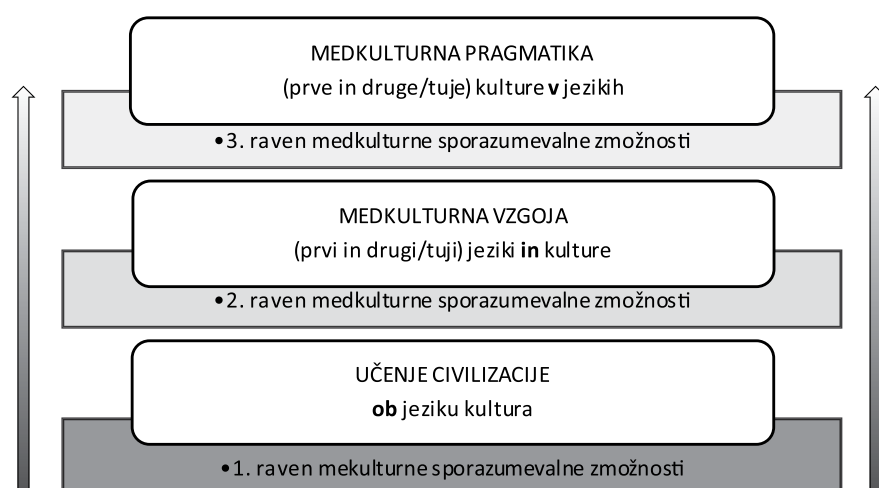 MEDKULTURNA PRAGMATIKA
(prve in druge/tuje) kulture v jezikih
•3. raven medkulturne sporazumevalne zmožnosti
MEDKULTURNA VZGOJA
(prvi in drugi/tuji) jeziki in kulture
•2. raven medkulturne sporazumevalne zmožnosti
UČENJE CIVILIZACIJE
ob jeziku kultura
•1. raven mekulturne sporazumevalne zmožnosti